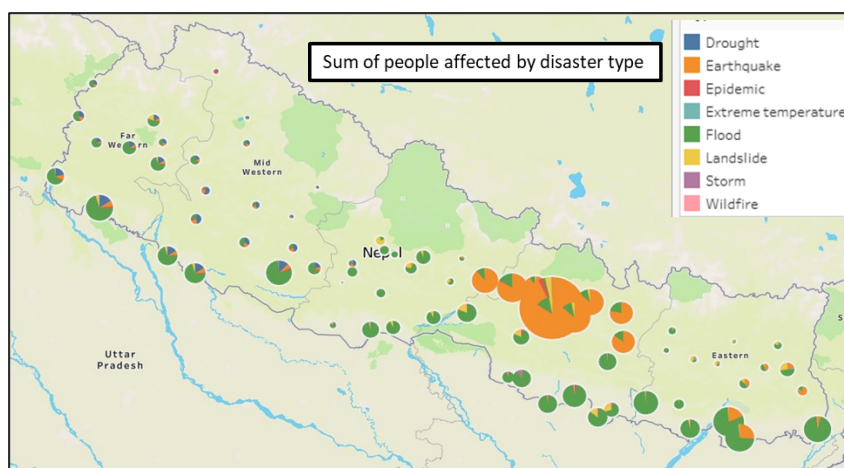 Sum of people affected by disaster type
Drought
Earthquake
Epidemic
Extreme temperature
Flood
Landslide
Storm
Wildfire
Far
Western
Mid
Western
Nepal
Eastern
Uttar
Pradesh